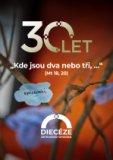 30 LET
„Kde jsou dva nebo tři, ..."
(Mt 18, 20)
DIECÉZE